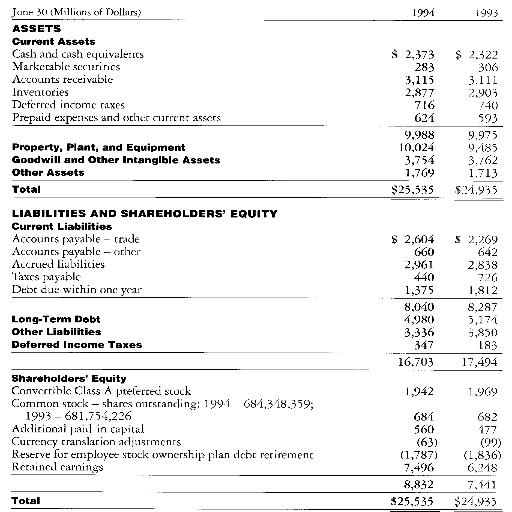 June 30 (Millions of Dollars) 1994 1993
ASSETS
Current Assets
Cash and cash equivalents $ 2,373 $ 2,322
Marketable securities 283 306
Accounts receivable 3,115 3,111
Inventories 2,877 2,903
Deferred income taxes 716 740
Prepaid expenses and other current assets 624 593
9,988 9,975
Property, Plant, and Equipment 10,024 9,485
Goodwill and Other Intangible Assets 3,754 3,762
Other Assets 1,769 1,713
Total $25,535 $24,935
LIABILITIES AND SHAREHOLDERS' EQUITY
Current Liabilities
Accounts payable – trade $ 2,604 $ 2,269
Accounts payable – other 660 642
Accrued liabilities 2,961 2,838
Taxes payable 440 726
Debt due within one year 1,375 1,812
8,040 8,287
Long-Term Debt 4,980 5,174
Other Liabilities 3,336 3,850
Deferred Income Taxes 347 183
16,703 17,494
Shareholders' Equity
Convertible Class A preferred stock 1,942 1,969
Common stock – shares outstanding: 1994 – 684,348,359;
1993 – 681,754,226 684 682
Additional paid-in capital 560 477
Currency translation adjustments (63) (99)
Reserve for employee stock ownership plan debt retirement (1,787) (1,836)
Retained earnings 7,496 6,248
8,832 7,441
Total $25,535 $24,935